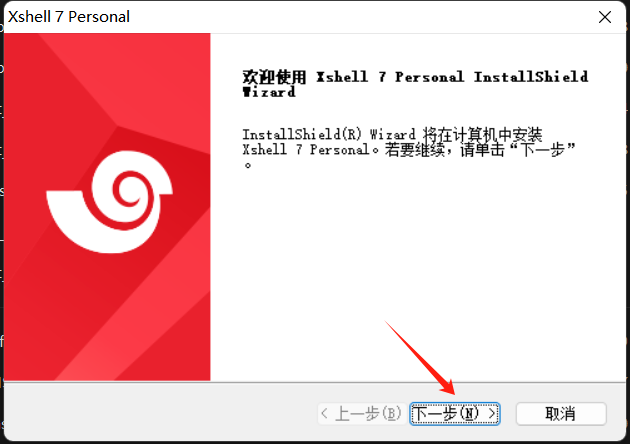 Xshell 7 Personal
欢迎使用 Xshell 7 Personal InstallShield
Wizard
InstallShield(R) Wizard 将在计算机中安装
Xshell 7 Personal。若要继续，请单击“下一步”
。
< 上一步(B) 下一步(N) > 取消